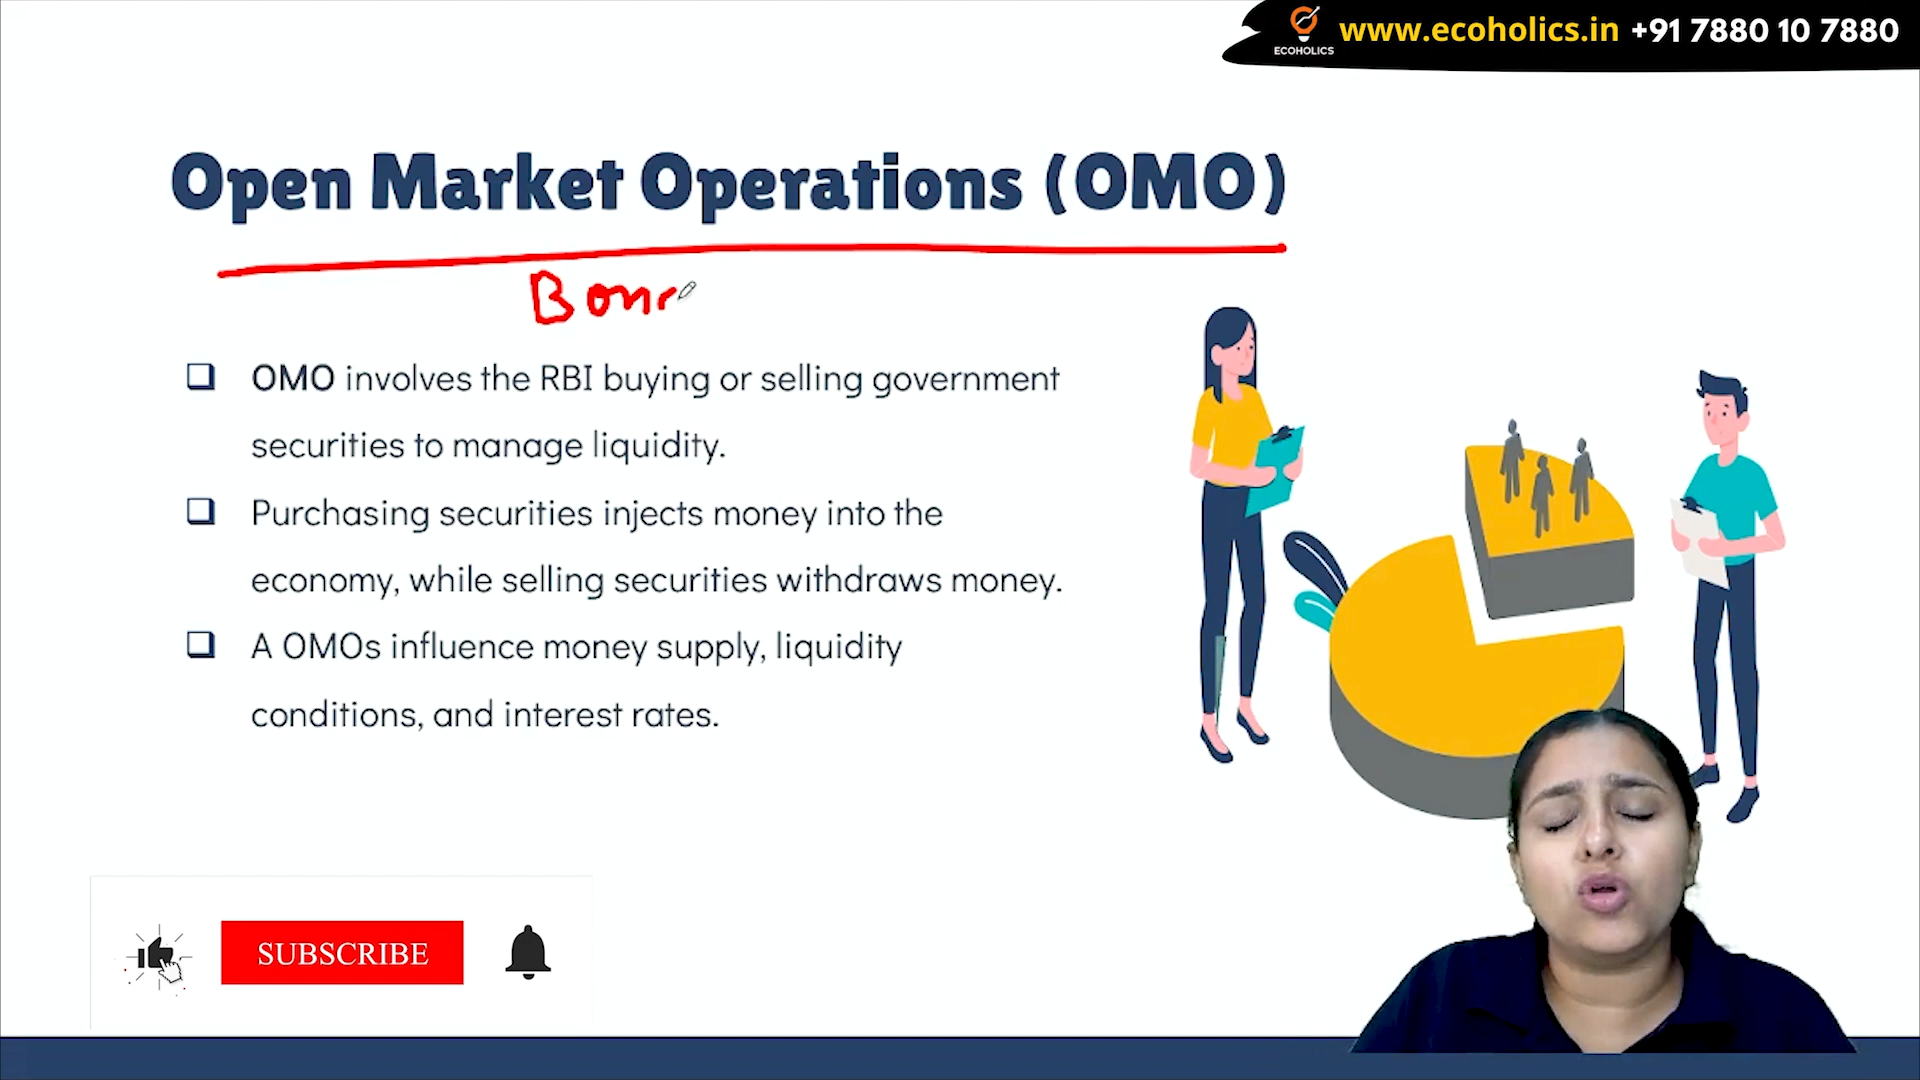 ECOHOLICS
www.ecoholics.in +91 7880 10 7880
Open Market Operations (OMO)
OMO involves the RBI buying or selling government
securities to manage liquidity.
Purchasing securities injects money into the
economy, while selling securities withdraws money.
A OMOs influence money supply, liquidity
conditions, and interest rates.
SUBSCRIBE